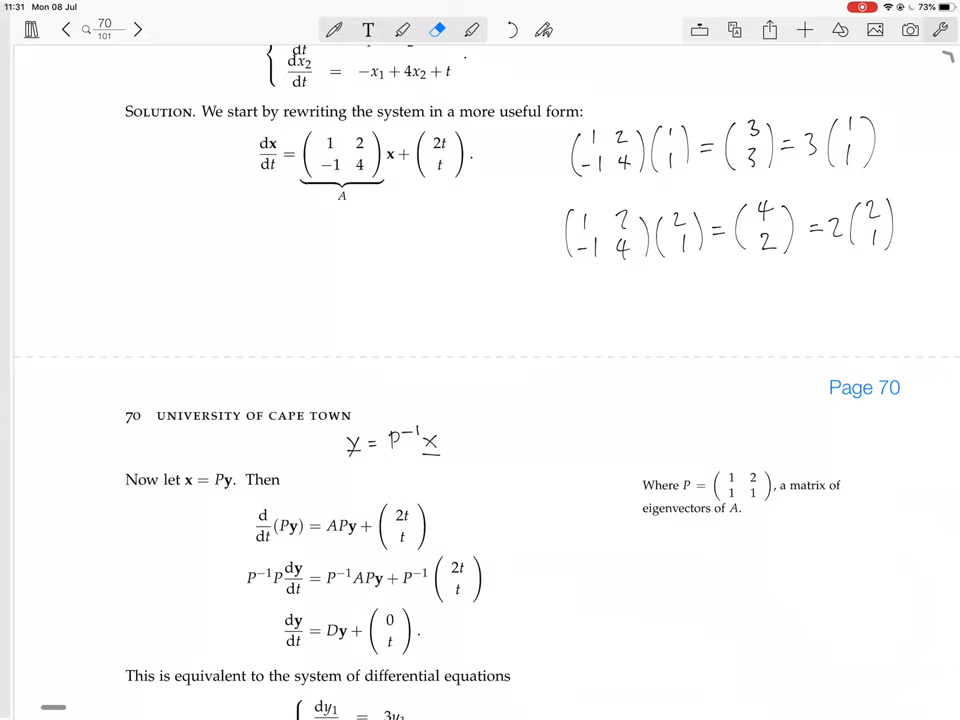 11:31 Mon 08 Jul
73%
70
101
T
dt
dx₂/dt = −x₁ + 4x₂ + t .
SOLUTION. We start by rewriting the system in a more useful form:
dx/dt = ( 1 2 ; −1 4 ) x + ( 2t ; t ) .
A
( 1 2 ; −1 4 ) ( 1 ; 1 ) = ( 3 ; 3 ) = 3 ( 1 ; 1 )
( 1 2 ; −1 4 ) ( 2 ; 1 ) = ( 4 ; 2 ) = 2 ( 2 ; 1 )
Page 70
70 UNIVERSITY OF CAPE TOWN
y = P⁻¹ x
Now let x = Py. Then
Where P = ( 1 2 ; 1 1 ), a matrix of
eigenvectors of A.
d/dt (Py) = APy + ( 2t ; t )
P⁻¹P dy/dt = P⁻¹APy + P⁻¹ ( 2t ; t )
dy/dt = Dy + ( 0 ; t ) .
This is equivalent to the system of differential equations
dy₁ = 3y₁